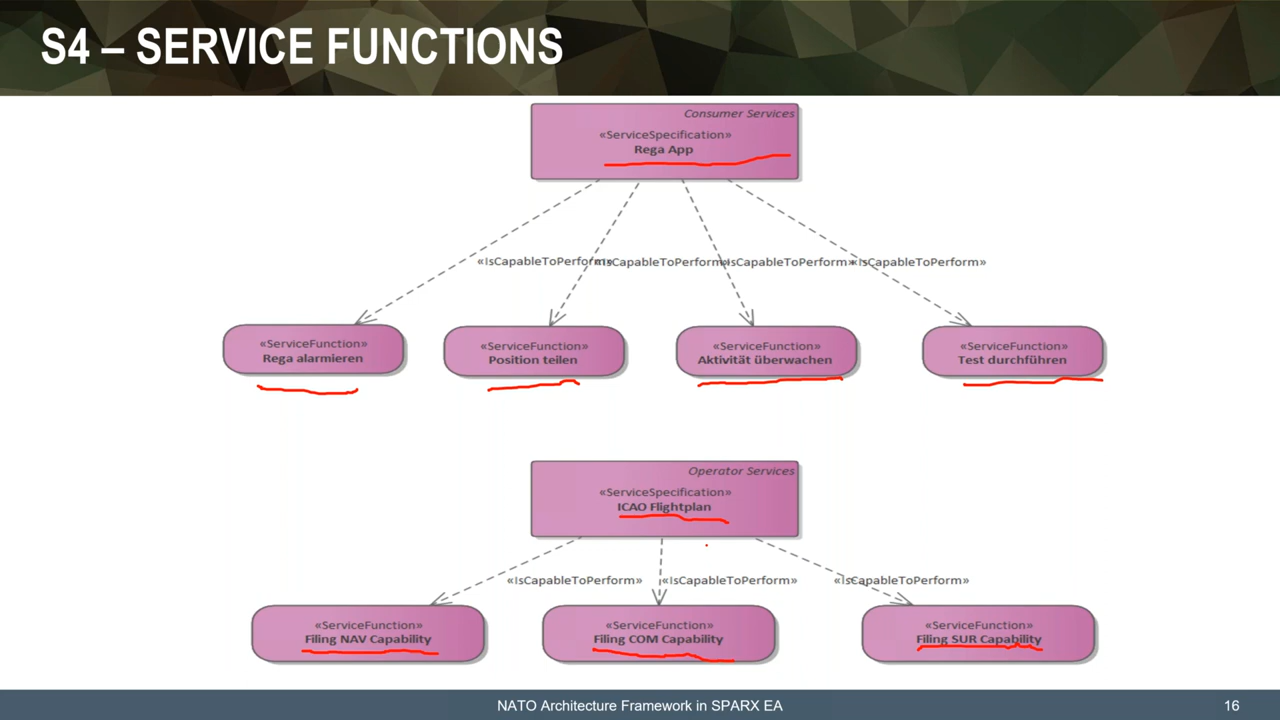 S4 – SERVICE FUNCTIONS
Consumer Services
«ServiceSpecification»
Rega App
«IsCapableToPerform»
«IsCapableToPerform»
«IsCapableToPerform»
«IsCapableToPerform»
«ServiceFunction»
Rega alarmieren
«ServiceFunction»
Position teilen
«ServiceFunction»
Aktivität überwachen
«ServiceFunction»
Test durchführen
Operator Services
«ServiceSpecification»
ICAO Flightplan
«IsCapableToPerform»
«IsCapableToPerform»
«IsCapableToPerform»
«ServiceFunction»
Filing NAV Capability
«ServiceFunction»
Filing COM Capability
«ServiceFunction»
Filing SUR Capability
NATO Architecture Framework in SPARX EA
16